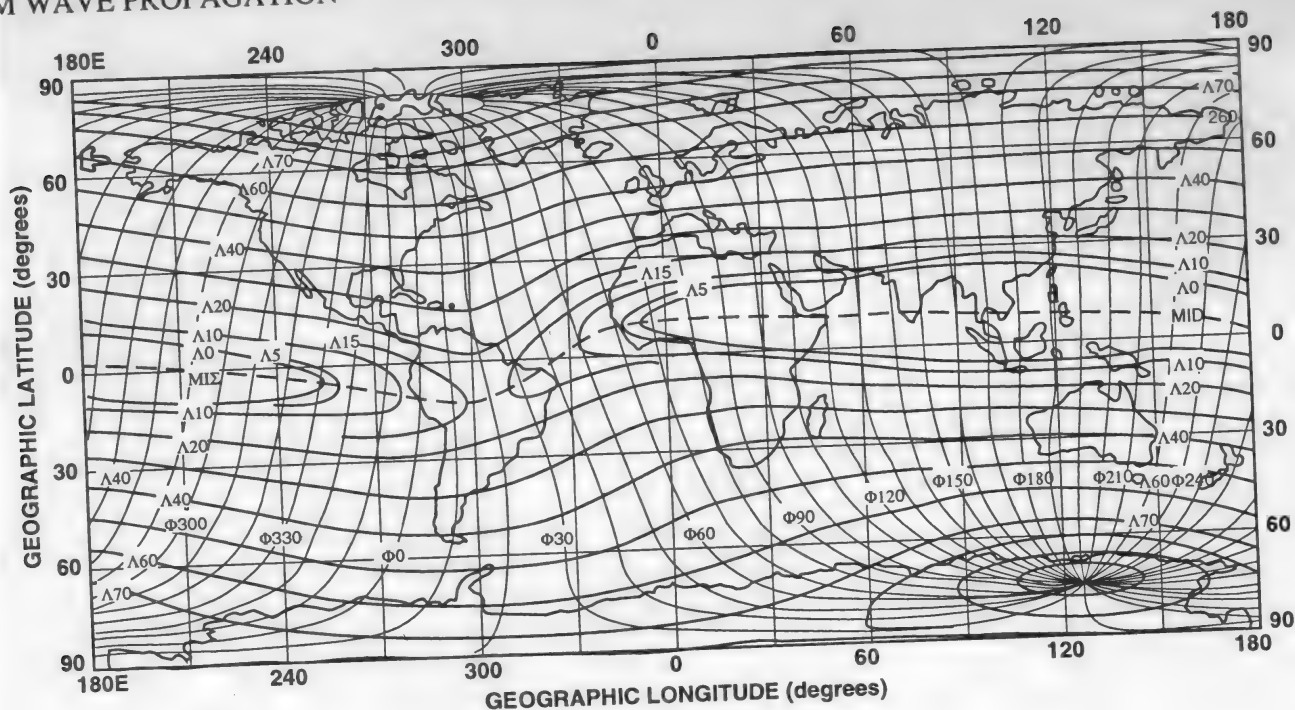 M WAVE PROPAGATION
180E 240 300 0 60 120 180
90 90
Λ70
260
Λ70 60
60 Λ60
Λ40
Λ40 Λ20 30
30 Λ15 Λ10
Λ20 Λ5 Λ0
Λ10 Λ15 MID
Λ0 Λ5 0
0 MIΣ
Λ10 Λ10
Λ20 Λ20
Λ40 30
30 Λ40 Φ120 Φ150 Φ180 Φ210 Λ60 Φ240
Λ40 Φ90
Φ300 Φ330 Φ0 Φ30 Φ60 Λ70 60
60 Λ60
Λ70
90 90
180E 240 300 0 60 120 180
GEOGRAPHIC LATITUDE (degrees)
GEOGRAPHIC LONGITUDE (degrees)